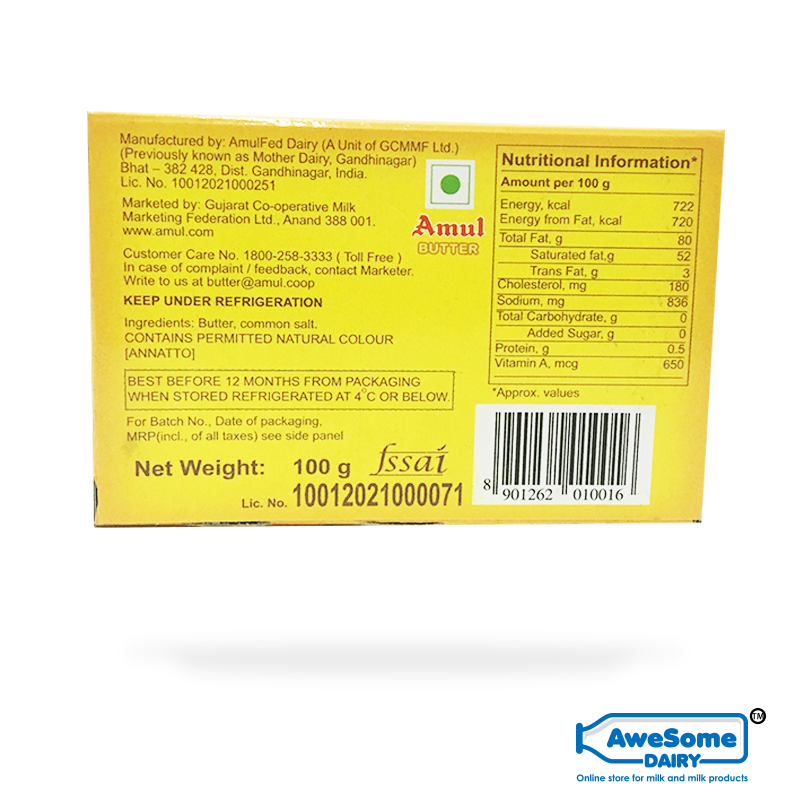 Manufactured by: AmulFed Dairy (A Unit of GCMMF Ltd.)
(Previously known as Mother Dairy, Gandhinagar)
Bhat – 382 428, Dist. Gandhinagar, India.
Lic. No. 10012021000251
Marketed by: Gujarat Co-operative Milk
Marketing Federation Ltd., Anand 388 001.
www.amul.com
Customer Care No. 1800-258-3333 ( Toll Free )
In case of complaint / feedback, contact Marketer.
Write to us at butter@amul.coop
KEEP UNDER REFRIGERATION
Ingredients: Butter, common salt.
CONTAINS PERMITTED NATURAL COLOUR
[ANNATTO]
BEST BEFORE 12 MONTHS FROM PACKAGING
WHEN STORED REFRIGERATED AT 4°C OR BELOW.
For Batch No., Date of packaging,
MRP(incl., of all taxes) see side panel
Net Weight: 100 g
fssai
Lic. No. 10012021000071
Amul
BUTTER
Nutritional Information*
Amount per 100 g
Energy, kcal 722
Energy from Fat, kcal 720
Total Fat, g 80
Saturated fat,g 52
Trans Fat, g 3
Cholesterol, mg 180
Sodium, mg 836
Total Carbohydrate, g 0
Added Sugar, g 0
Protein, g 0.5
Vitamin A, mcg 650
*Approx. values
8 901262 010016
AweSome
DAIRY
TM
Online store for milk and milk products